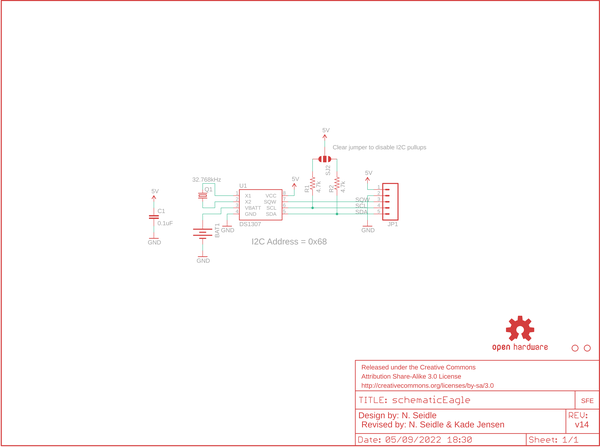 5V
Clear jumper to disable I2C pullups
SJ2
32.768kHz
Q1
U1
5V
5V
5V
R1
4.7k
R2
4.7k
C1
0.1uF
X1
X2
VBATT
GND
VCC
SQW
SCL
SDA
SQW
SCL
SDA
BAT1
GND
DS1307
GND
JP1
GND
GND
I2C Address = 0x68
open hardware
Released under the Creative Commons
Attribution Share-Alike 3.0 License
http://creativecommons.org/licenses/by-sa/3.0
TITLE: schematicEagle
SFE
Design by: N. Seidle
Revised by: N. Seidle & Kade Jensen
REV:
v14
Date: 05/09/2022 18:30
Sheet: 1/1